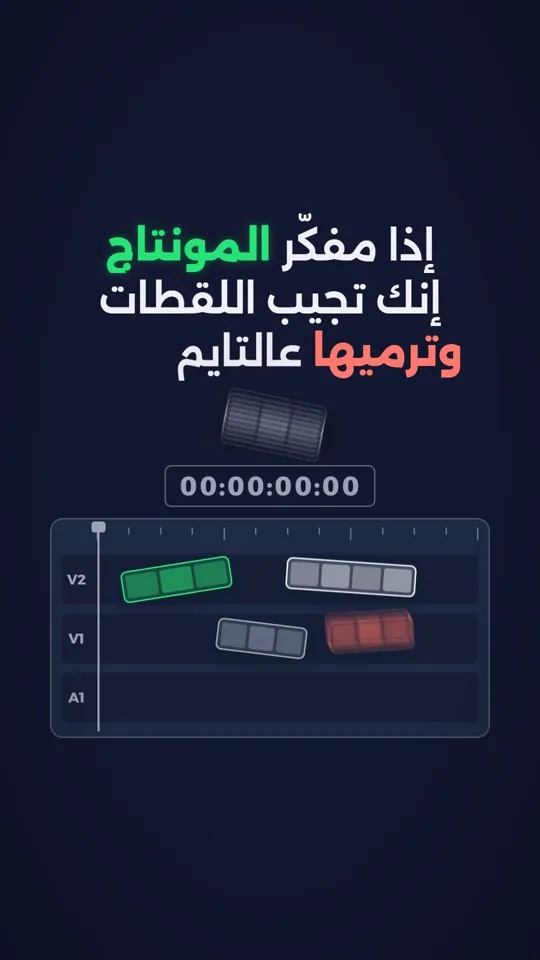 إذا مفكّر المونتاج
إنك تجيب اللقطات
وترميها عالتايم
00:00:00:00
V2
V1
A1